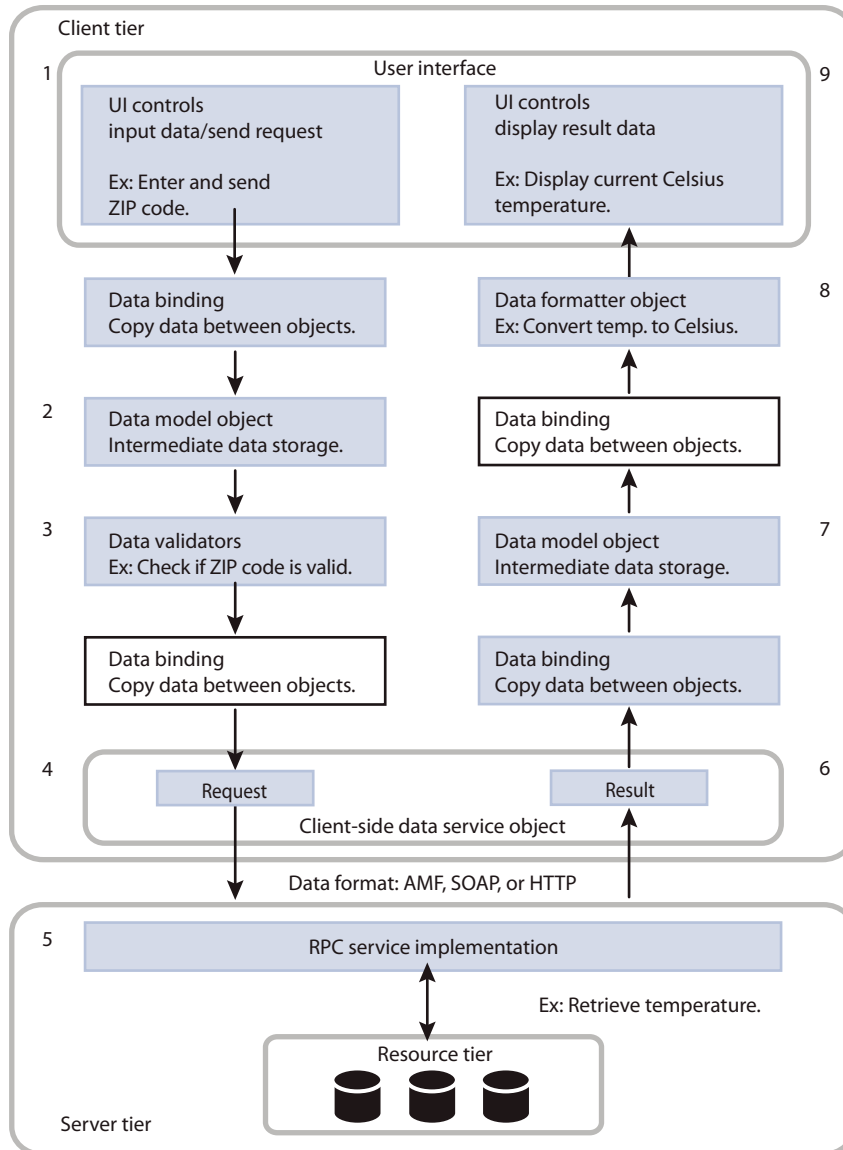 Client tier
1
User interface
9
UI controls
input data/send request
Ex: Enter and send
ZIP code.
UI controls
display result data
Ex: Display current Celsius
temperature.
Data binding
Copy data between objects.
Data formatter object
Ex: Convert temp. to Celsius.
8
2
Data model object
Intermediate data storage.
Data binding
Copy data between objects.
3
Data validators
Ex: Check if ZIP code is valid.
Data model object
Intermediate data storage.
7
Data binding
Copy data between objects.
Data binding
Copy data between objects.
4
Request
Result
6
Client-side data service object
Data format: AMF, SOAP, or HTTP
5
RPC service implementation
Ex: Retrieve temperature.
Resource tier
Server tier